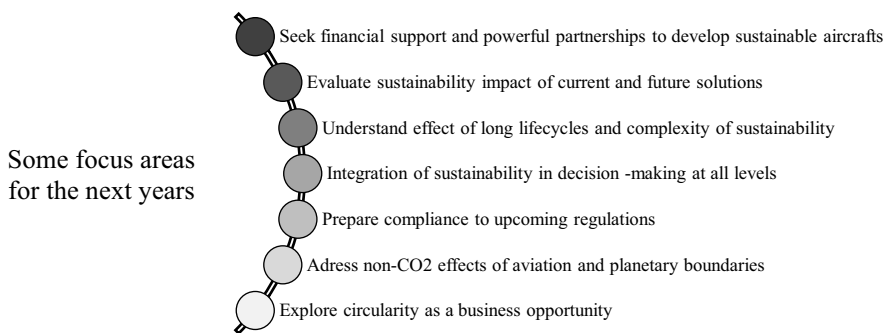 Some focus areas
for the next years
Seek financial support and powerful partnerships to develop sustainable aircrafts
Evaluate sustainability impact of current and future solutions
Understand effect of long lifecycles and complexity of sustainability
Integration of sustainability in decision -making at all levels
Prepare compliance to upcoming regulations
Adress non-CO2 effects of aviation and planetary boundaries
Explore circularity as a business opportunity